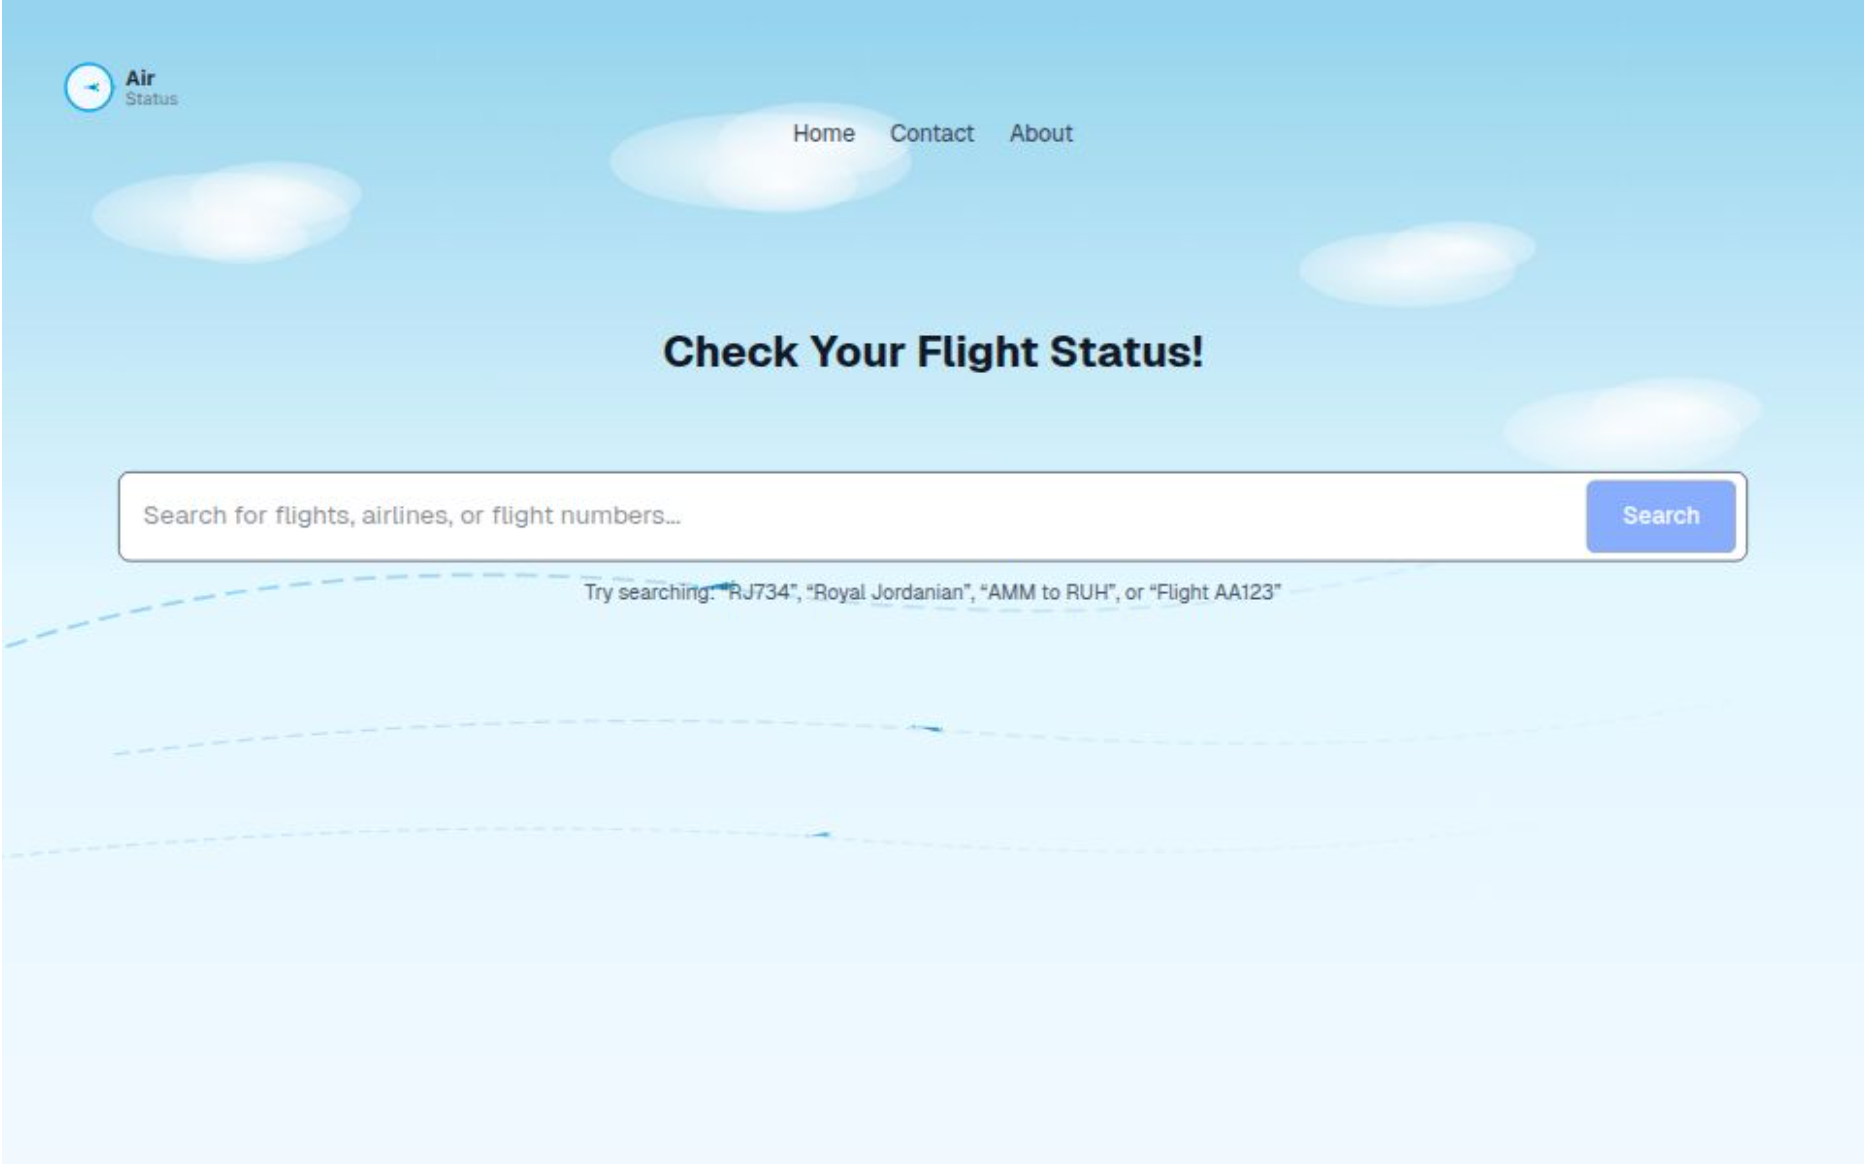 Air
Status
Home Contact About
Check Your Flight Status!
Search for flights, airlines, or flight numbers...
Search
Try searching: “RJ734”, “Royal Jordanian”, “AMM to RUH”, or “Flight AA123”